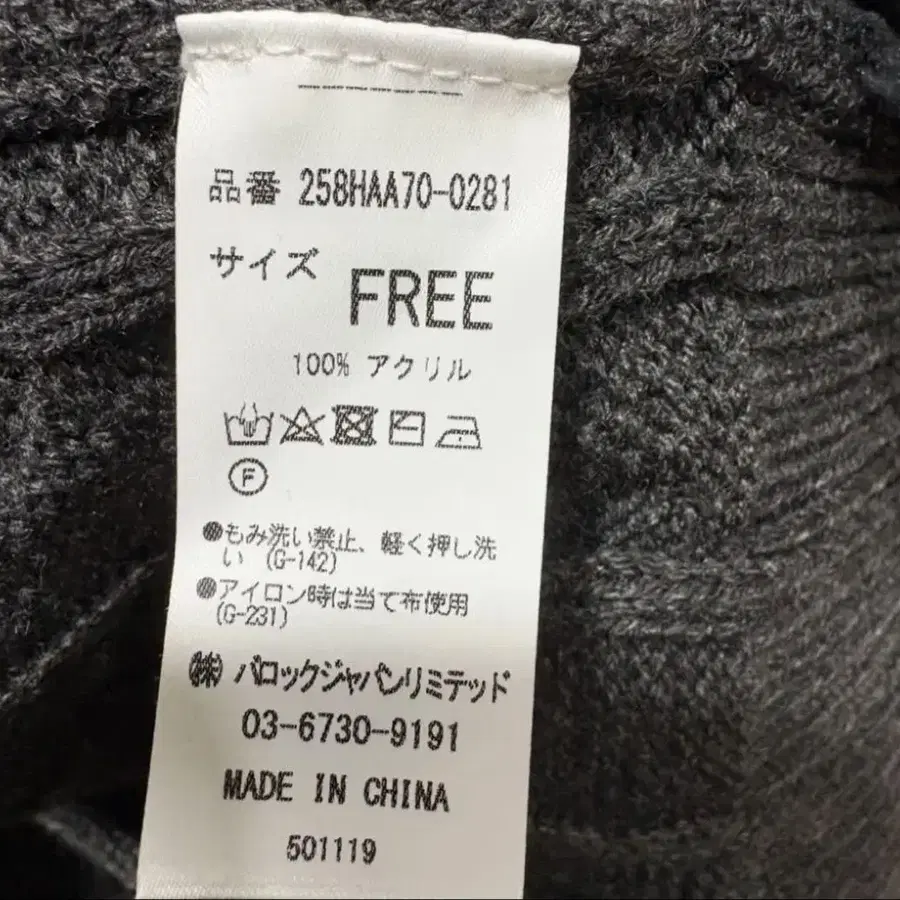 品番 258HAA70-0281
サイズ
FREE
100% アクリル
F
●もみ洗い禁止、軽く押し洗
い (G-142)
●アイロン時は当て布使用
(G-231)
㈱ バロックジャパンリミテッド
03-6730-9191
MADE IN CHINA
501119